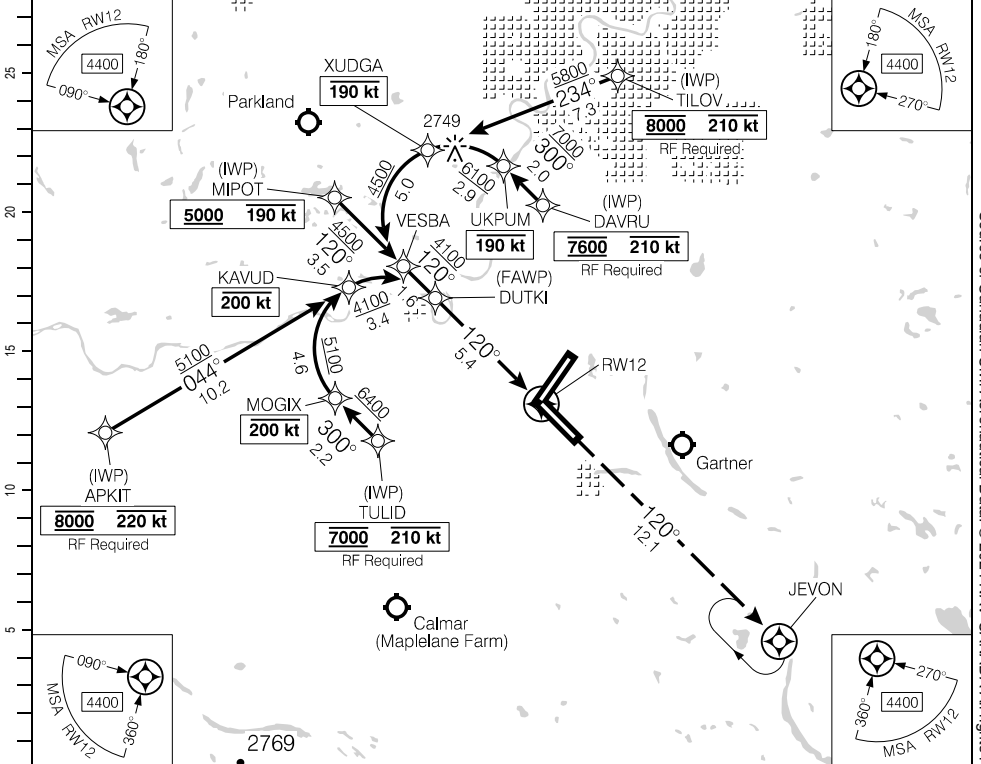 MSA RW12
4400
180°
090°
MSA RW12
4400
180°
270°
25
20
15
10
5
XUDGA
190 kt
Parkland
2749
5800
234°
7.3
(IWP)
TILOV
8000 210 kt
RF Required
7000
300°
2.0
6100
2.9
4500
5.0
(IWP)
MIPOT
5000 190 kt
4500
120°
3.5
VESBA
UKPUM
190 kt
(IWP)
DAVRU
7600 210 kt
RF Required
4100
120°
1.6
(FAWP)
DUTKI
KAVUD
200 kt
4100
3.4
5100
044°
10.2
5100
4.6
120°
5.4
RW12
MOGIX
200 kt
6400
300°
2.2
Gartner
(IWP)
APKIT
8000 220 kt
RF Required
(IWP)
TULID
7000 210 kt
RF Required
120°
12.1
JEVON
Calmar
(Maplelane Farm)
090°
4400
360°
MSA RW12
270°
4400
360°
MSA RW12
2769